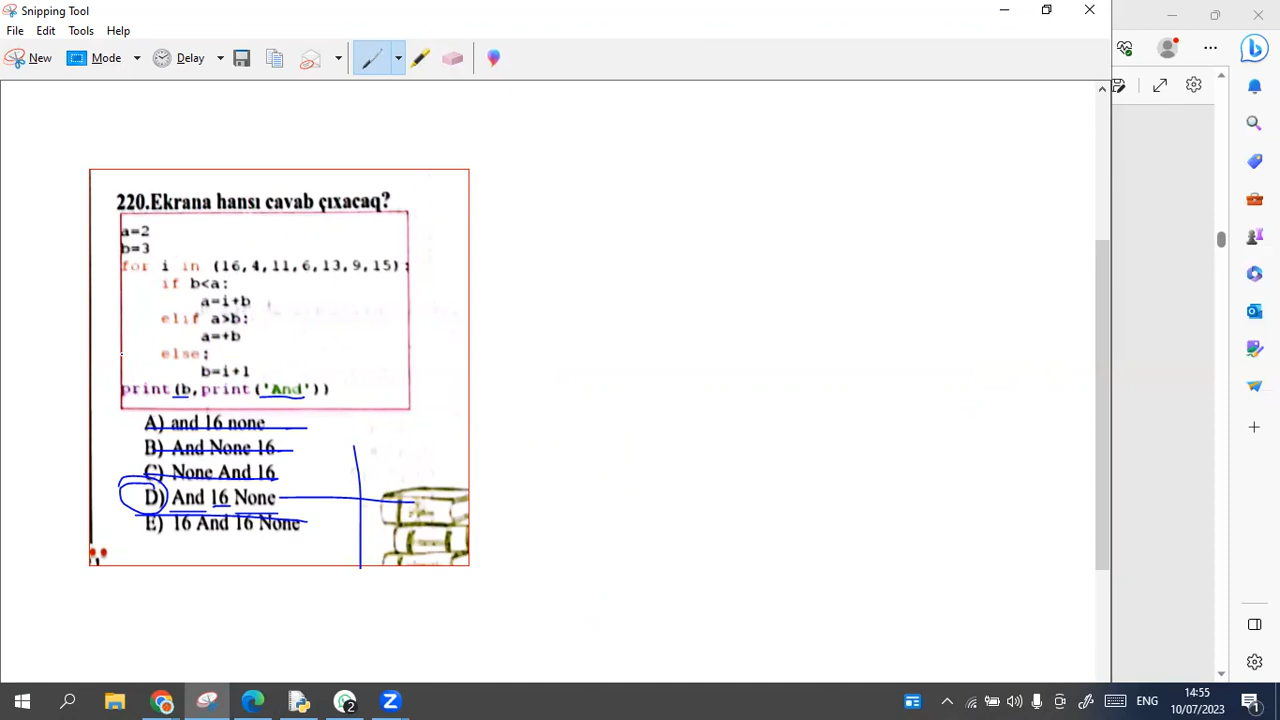 Snipping Tool
File Edit Tools Help
New Mode Delay
220.Ekrana hansı cavab çıxacaq?
a=2
b=3
for i in (16,4,11,6,13,9,15):
if b<a:
a=i+b
elif a>b:
a=+b
else:
b=i+1
print(b,print('And'))
A) and 16 none
B) And None 16
C) None And 16
D) And 16 None
E) 16 And 16 None
ENG
14:55
10/07/2023